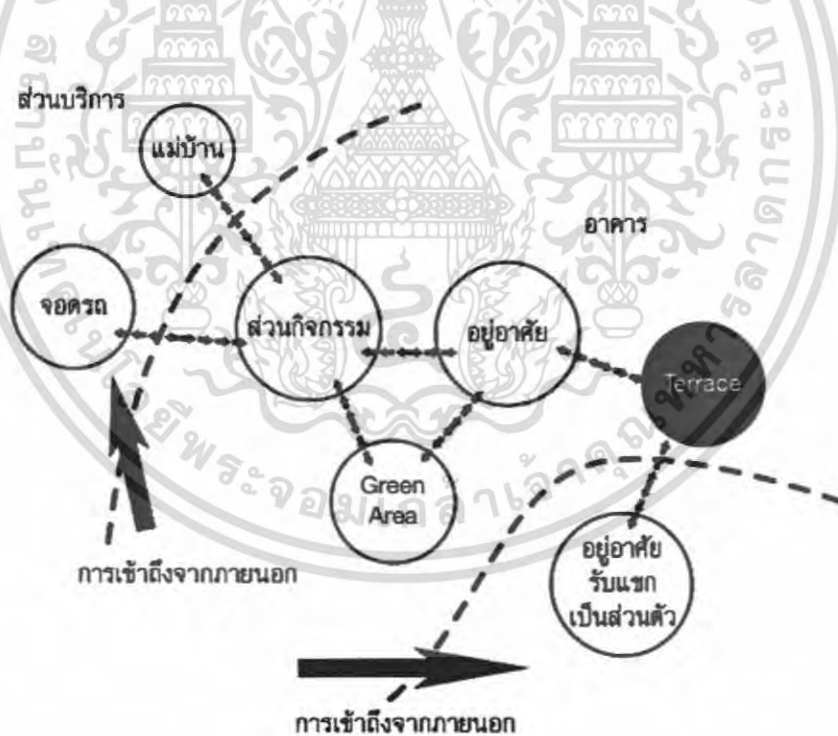 ส่วนบริการ
แม่บ้าน
อาคาร
จอดรถ
ส่วนกิจกรรม
อยู่อาศัย
Terrace
Green
Area
อยู่อาศัย
รับแขก
เป็นส่วนตัว
การเข้าถึงจากภายนอก
การเข้าถึงจากภายนอก